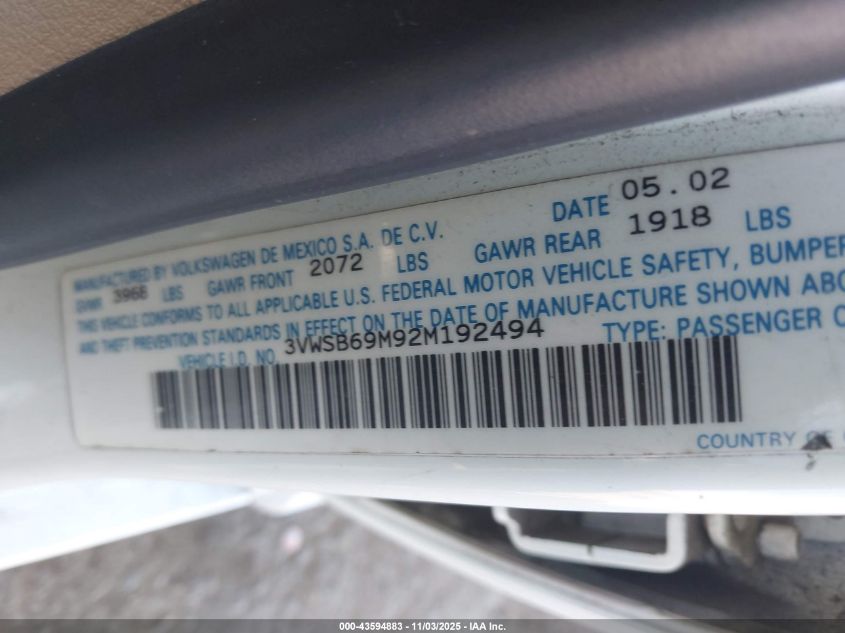 MANUFACTURED BY VOLKSWAGEN DE MEXICO S.A. DE C.V. DATE 05.02
GVWR 3968 LBS GAWR FRONT 2072 LBS GAWR REAR 1918 LBS
THIS VEHICLE CONFORMS TO ALL APPLICABLE U.S. FEDERAL MOTOR VEHICLE SAFETY, BUMPER
AND THEFT PREVENTION STANDARDS IN EFFECT ON THE DATE OF MANUFACTURE SHOWN ABO
VEHICLE I.D. NO. 3VWSB69M92M192494 TYPE: PASSENGER C
COUNTRY OF
000-43594883 - 11/03/2025 - IAA Inc.